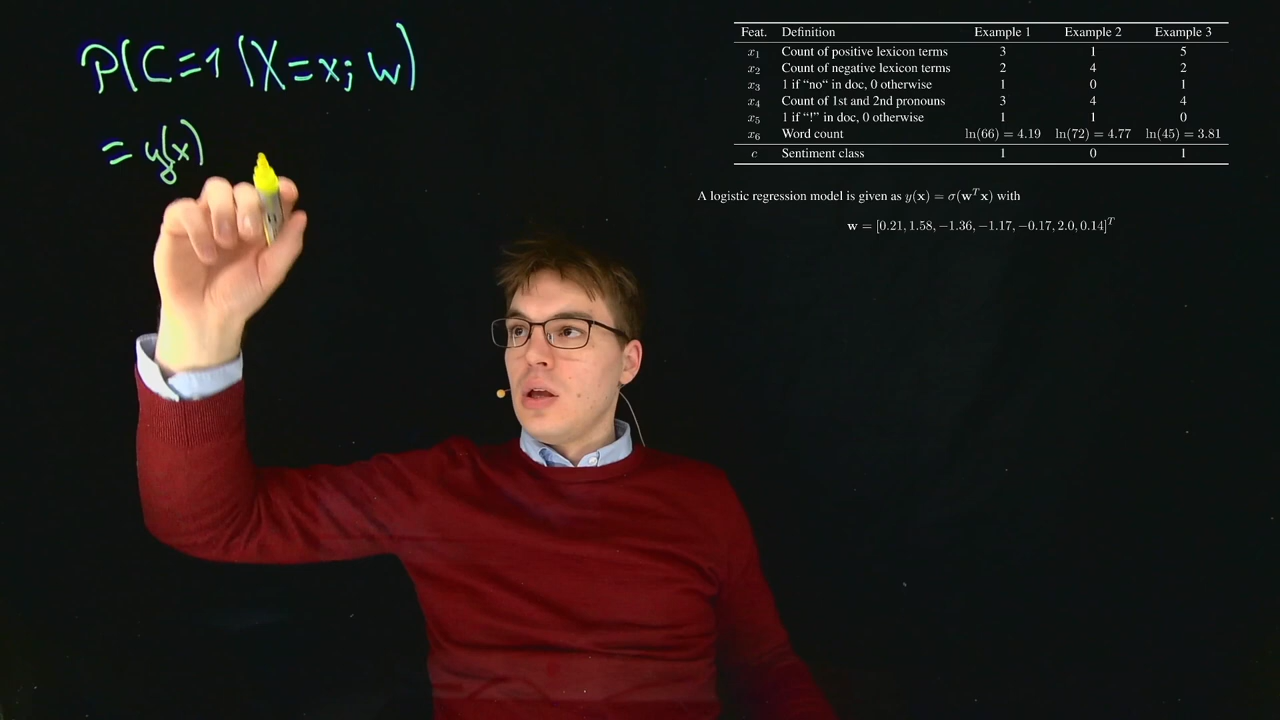 P(C=1 | X=x; w)
= y(x)
Feat. Definition Example 1 Example 2 Example 3
x₁ Count of positive lexicon terms 3 1 5
x₂ Count of negative lexicon terms 2 4 2
x₃ 1 if “no“ in doc, 0 otherwise 1 0 1
x₄ Count of 1st and 2nd pronouns 3 4 4
x₅ 1 if “!” in doc, 0 otherwise 1 1 0
x₆ Word count ln(66) = 4.19 ln(72) = 4.77 ln(45) = 3.81
c Sentiment class 1 0 1
A logistic regression model is given as y(x) = σ(wᵀx) with
w = [0.21, 1.58, −1.36, −1.17, −0.17, 2.0, 0.14]ᵀ